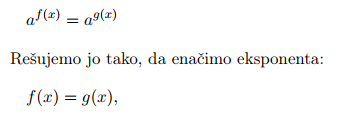 a^{f(x)} = a^{g(x)}
Rešujemo jo tako, da enačimo eksponenta:
f(x) = g(x),